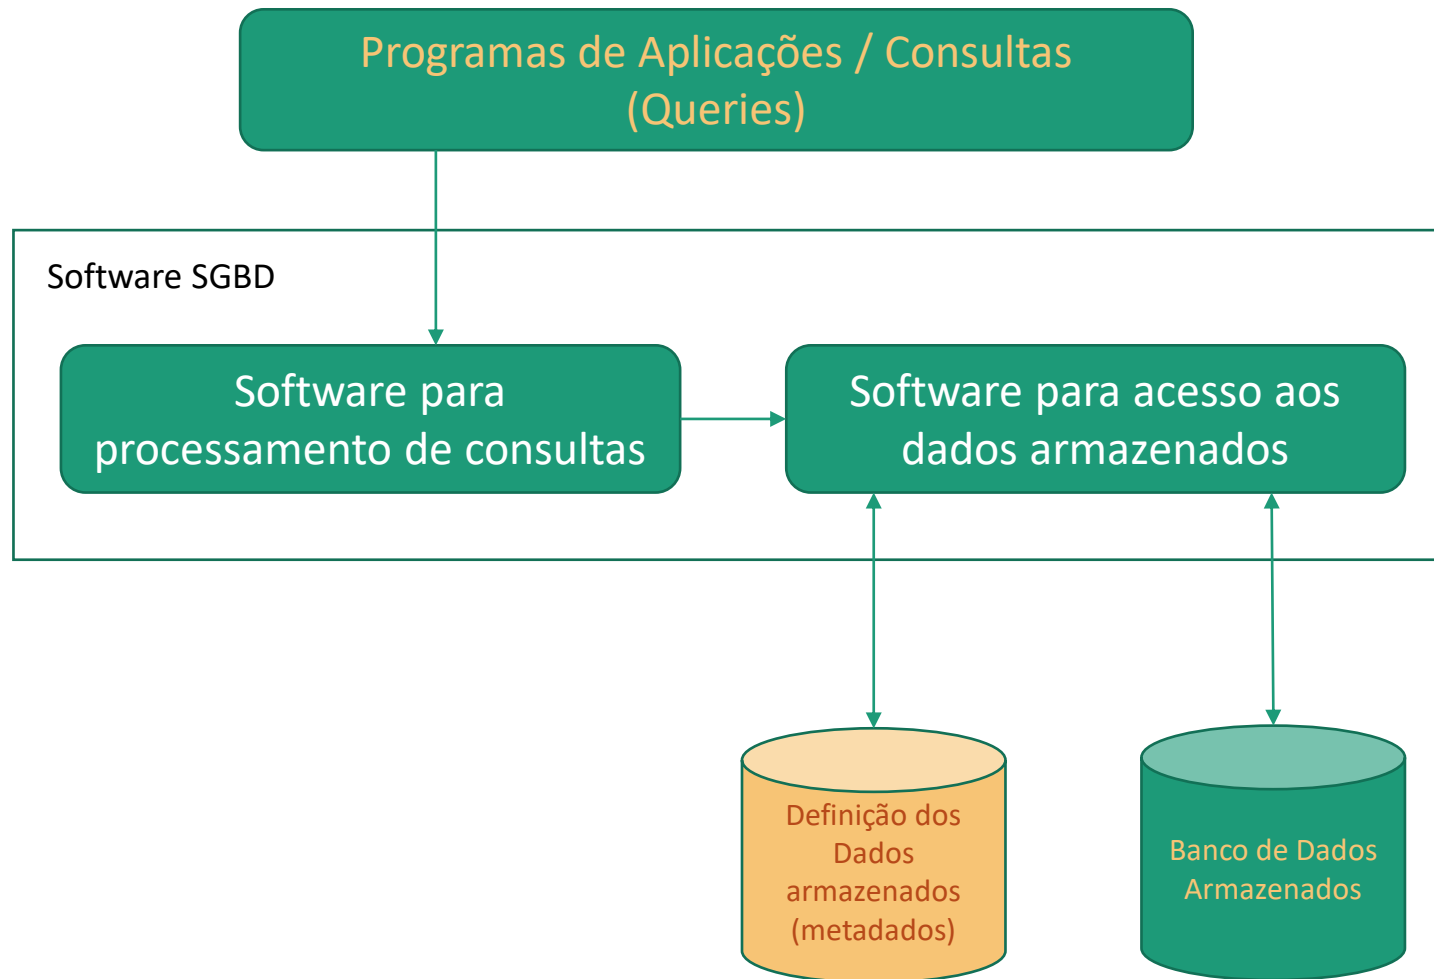 Programas de Aplicações / Consultas
(Queries)
Software SGBD
Software para
processamento de consultas
Software para acesso aos
dados armazenados
Definição dos
Dados
armazenados
(metadados)
Banco de Dados
Armazenados